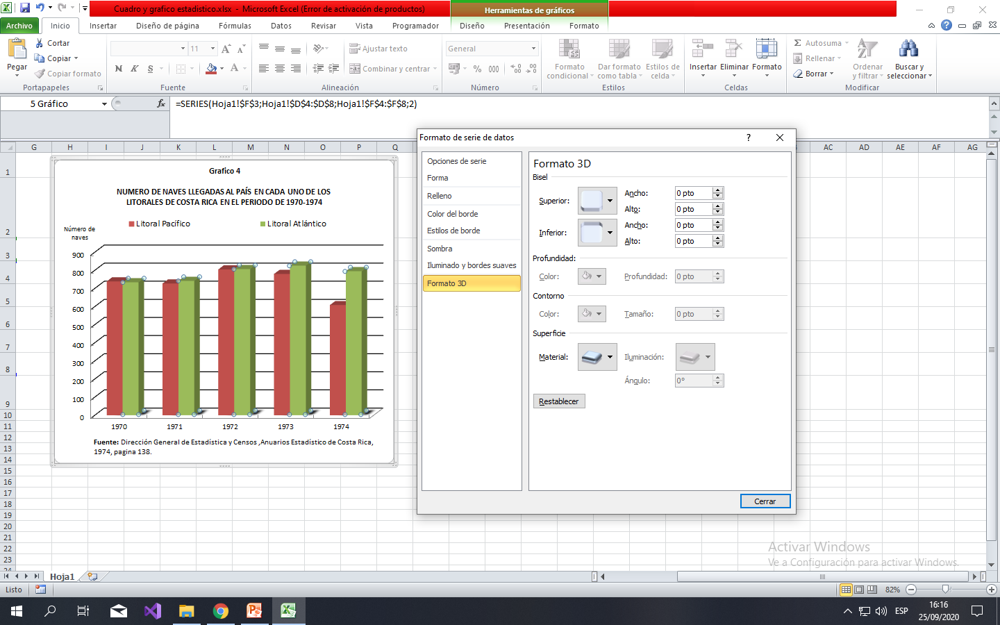 Cuadro y grafico estadistico.xlsx - Microsoft Excel (Error de activación de productos)
Herramientas de gráficos
Archivo Inicio Insertar Diseño de página Fórmulas Datos Revisar Vista Programador Diseño Presentación Formato
Pegar
Cortar
Copiar
Copiar formato
Portapapeles
11
N K S
Fuente
Ajustar texto
Combinar y centrar
Alineación
General
% 000
Número
Formato condicional
Dar formato como tabla
Estilos de celda
Estilos
Insertar Eliminar Formato
Celdas
Autosuma
Rellenar
Borrar
Ordenar y filtrar
Buscar y seleccionar
Modificar
5 Gráfico
fx
=SERIES(Hoja1!$F$3;Hoja1!$D$4:$D$8;Hoja1!$F$4:$F$8;2)
G H I J K L M N O P Q AC AD AE AF AG
1
2
3
4
5
6
7
8
9
10
11
12
13
14
15
16
17
18
19
20
21
22
23
24
Grafico 4
NUMERO DE NAVES LLEGADAS AL PAÍS EN CADA UNO DE LOS
LITORALES DE COSTA RICA EN EL PERIODO DE 1970-1974
Litoral Pacífico Litoral Atlántico
Número de
naves
900
800
700
600
500
400
300
200
100
0
1970 1971 1972 1973 1974
Fuente: Dirección General de Estadística y Censos ,Anuarios Estadístico de Costa Rica,
1974, pagina 138.
Formato de serie de datos
?
Opciones de serie
Forma
Relleno
Color del borde
Estilos de borde
Sombra
Iluminado y bordes suaves
Formato 3D
Formato 3D
Bisel
Superior:
Ancho: 0 pto
Alto: 0 pto
Inferior:
Ancho: 0 pto
Alto: 0 pto
Profundidad:
Color: Profundidad: 0 pto
Contorno
Color: Tamaño: 0 pto
Superficie
Material: Iluminación:
Ángulo: 0°
Restablecer
Cerrar
Activar Windows
Ve a Configuración para activar Windows.
Hoja1
Listo
82%
ESP
16:16
25/09/2020